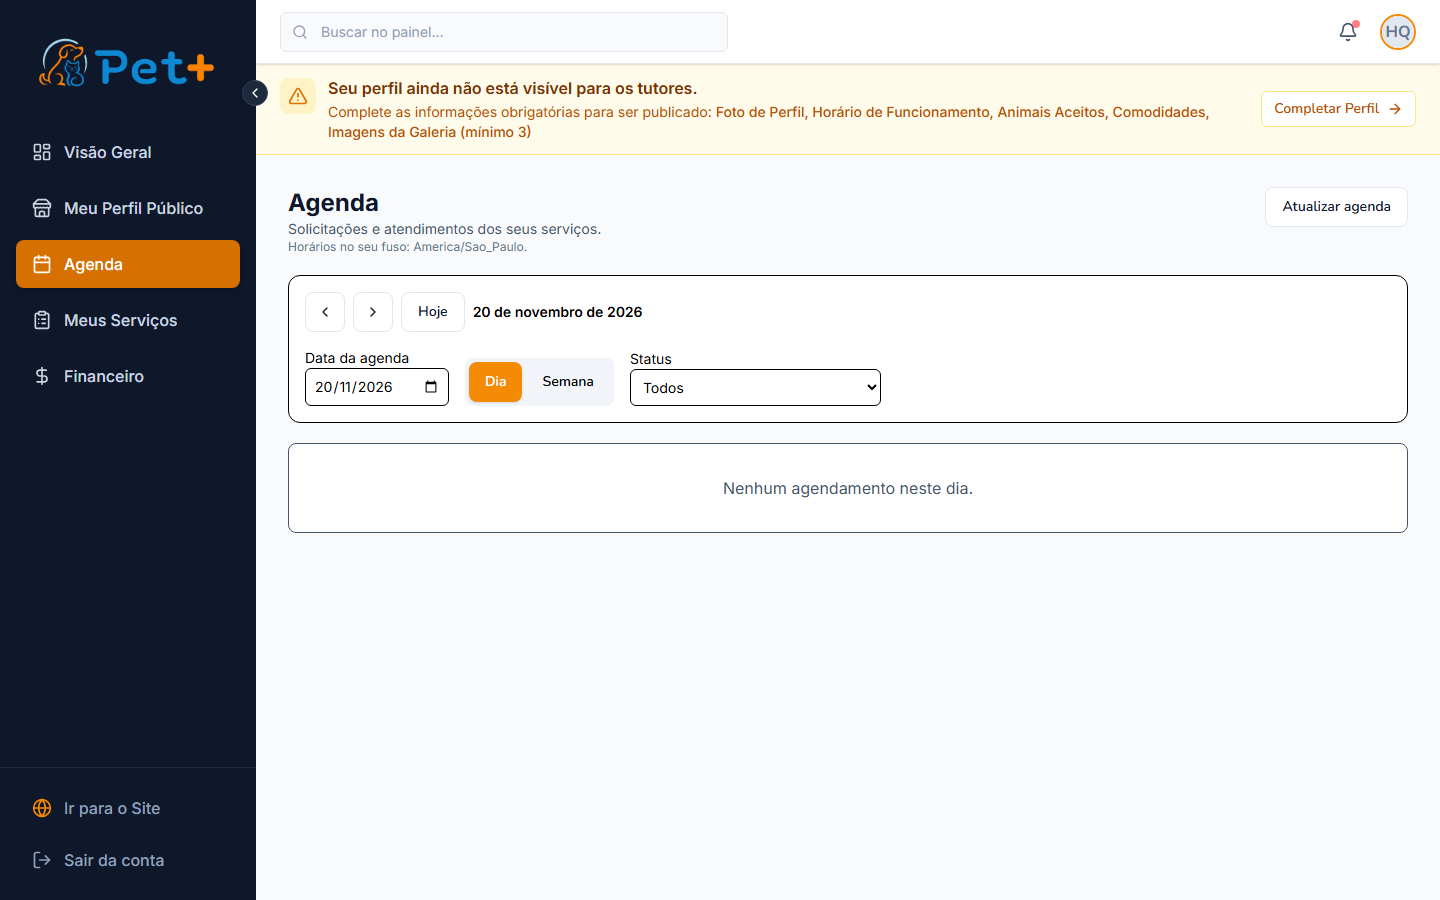 Pet+
Buscar no painel...
HQ
Seu perfil ainda não está visível para os tutores.
Complete as informações obrigatórias para ser publicado: Foto de Perfil, Horário de Funcionamento, Animais Aceitos, Comodidades,
Imagens da Galeria (mínimo 3)
Completar Perfil
Visão Geral
Meu Perfil Público
Agenda
Meus Serviços
Financeiro
Ir para o Site
Sair da conta
Agenda
Solicitações e atendimentos dos seus serviços.
Horários no seu fuso: America/Sao_Paulo.
Atualizar agenda
Hoje
20 de novembro de 2026
Data da agenda
20/11/2026
Dia
Semana
Status
Todos
Nenhum agendamento neste dia.